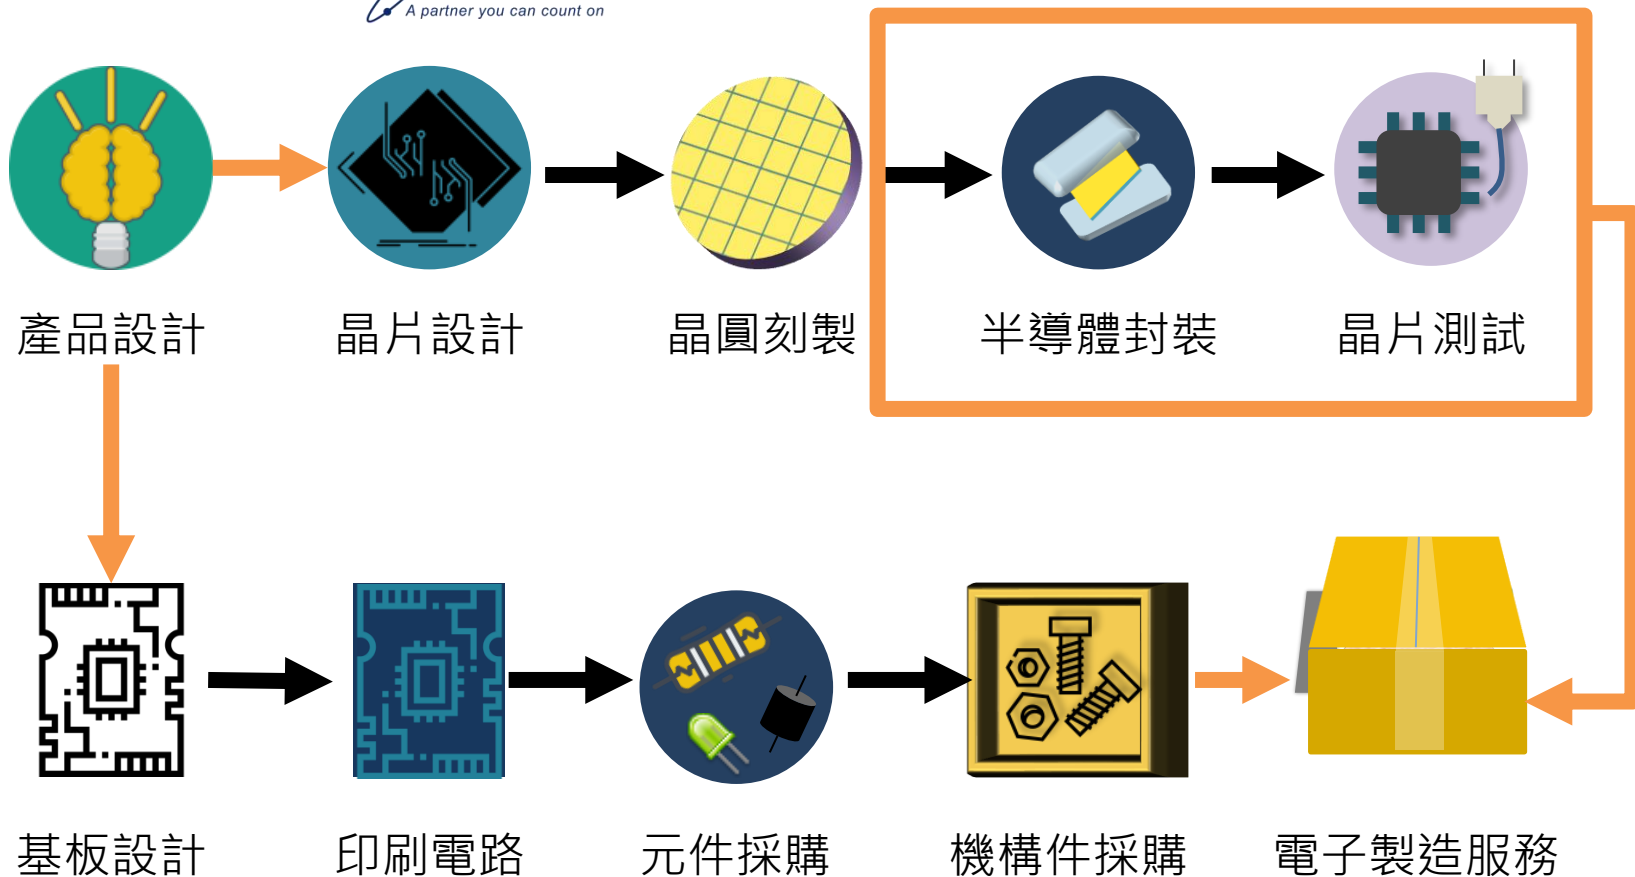 A partner you can count on
產品設計
晶片設計
晶圓刻製
半導體封裝
晶片測試
基板設計
印刷電路
元件採購
機構件採購
電子製造服務